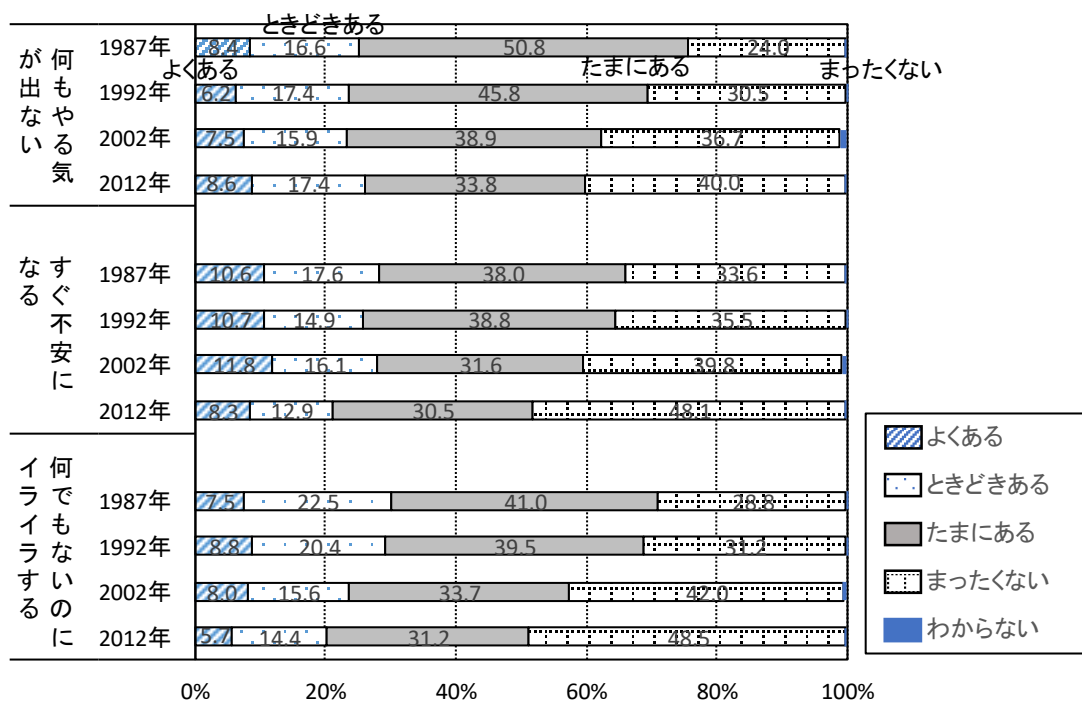 ときどきある
何もやる気
が出ない
1987年 8.4 16.6 50.8 24.0
よくある たまにある まったくない
1992年 6.2 17.4 45.8 30.5
2002年 7.5 15.9 38.9 36.7
2012年 8.6 17.4 33.8 40.0
すぐ不安に
なる
1987年 10.6 17.6 38.0 33.6
1992年 10.7 14.9 38.8 35.5
2002年 11.8 16.1 31.6 39.8
2012年 8.3 12.9 30.5 48.1
何でもないのに
イライラする
1987年 7.5 22.5 41.0 28.8
1992年 8.8 20.4 39.5 31.2
2002年 8.0 15.6 33.7 42.0
2012年 5.7 14.4 31.2 48.5
0% 20% 40% 60% 80% 100%
よくある
ときどきある
たまにある
まったくない
わからない